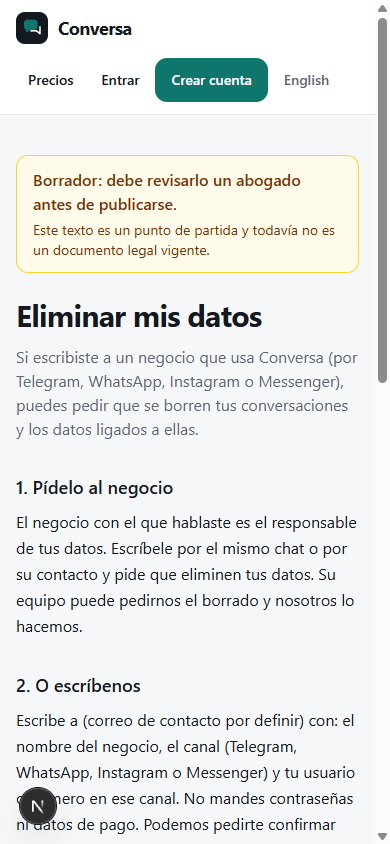 Conversa
Precios
Entrar
Crear cuenta
English
Borrador: debe revisarlo un abogado
antes de publicarse.
Este texto es un punto de partida y todavía no es
un documento legal vigente.
Eliminar mis datos
Si escribiste a un negocio que usa Conversa (por
Telegram, WhatsApp, Instagram o Messenger),
puedes pedir que se borren tus conversaciones
y los datos ligados a ellas.
1. Pídelo al negocio
El negocio con el que hablaste es el responsable
de tus datos. Escríbele por el mismo chat o por
su contacto y pide que eliminen tus datos. Su
equipo puede pedirnos el borrado y nosotros lo
hacemos.
2. O escríbenos
Escribe a (correo de contacto por definir) con: el
nombre del negocio, el canal (Telegram,
WhatsApp, Instagram o Messenger) y tu usuario
en ese canal. No mandes contraseñas
ni datos de pago. Podemos pedirte confirmar
N